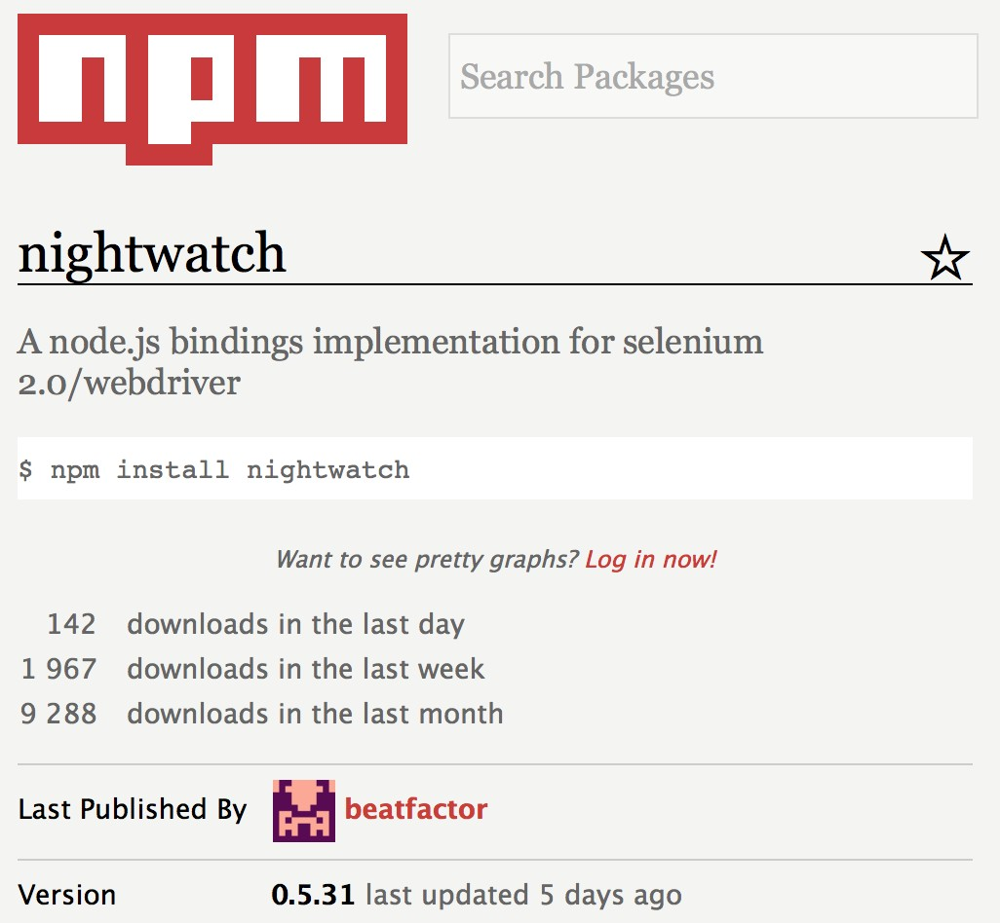 npm
Search Packages
nightwatch
A node.js bindings implementation for selenium
2.0/webdriver
$ npm install nightwatch
Want to see pretty graphs? Log in now!
142 downloads in the last day
1 967 downloads in the last week
9 288 downloads in the last month
Last Published By beatfactor
Version 0.5.31 last updated 5 days ago